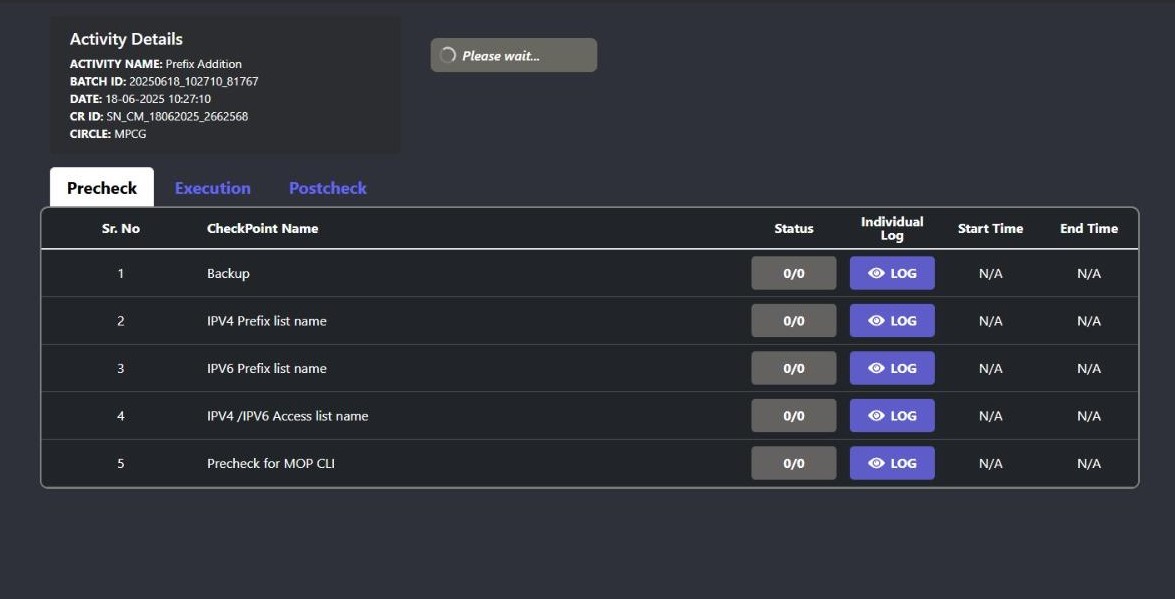 Activity Details
ACTIVITY NAME: Prefix Addition
BATCH ID: 20250618_102710_81767
DATE: 18-06-2025 10:27:10
CR ID: SN_CM_18062025_2662568
CIRCLE: MPCG
Please wait...
Precheck Execution Postcheck
Sr. No CheckPoint Name Status Individual Log Start Time End Time
1 Backup 0/0 LOG N/A N/A
2 IPV4 Prefix list name 0/0 LOG N/A N/A
3 IPV6 Prefix list name 0/0 LOG N/A N/A
4 IPV4 /IPV6 Access list name 0/0 LOG N/A N/A
5 Precheck for MOP CLI 0/0 LOG N/A N/A